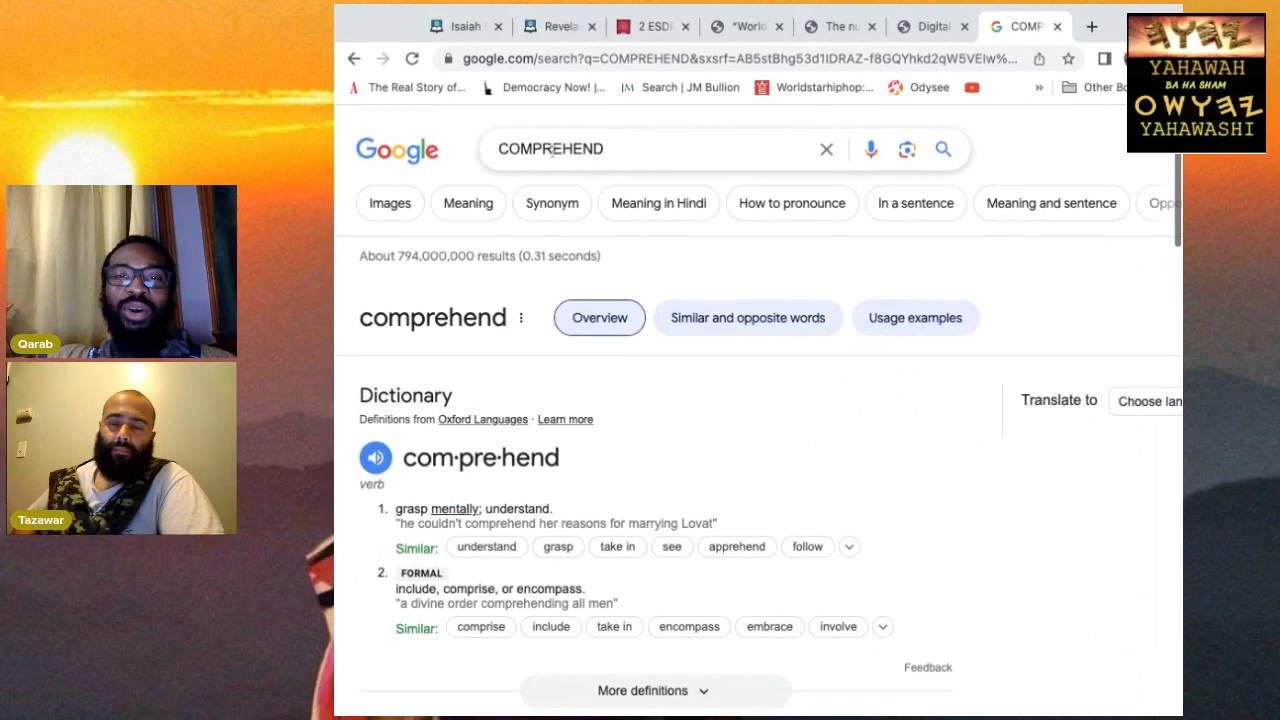 Isaiah
Revela
2 ESDI
"World
The nu
Digital
COMP
google.com/search?q=COMPREHEND&sxsrf=AB5stBhg53d1IDRAZ-f8GQYhkd2qW5VEIw%...
The Real Story of...
Democracy Now! |...
Search | JM Bullion
Worldstarhiphop:...
Odysee
»
Other Bo
YAHAWAH
BA HA SHAM
YAHAWASHI
Google
COMPREHEND
Images
Meaning
Synonym
Meaning in Hindi
How to pronounce
In a sentence
Meaning and sentence
Oppo
About 794,000,000 results (0.31 seconds)
comprehend
Overview
Similar and opposite words
Usage examples
Dictionary
Definitions from Oxford Languages · Learn more
Translate to
Choose lan
com·pre·hend
verb
1. grasp mentally; understand.
"he couldn't comprehend her reasons for marrying Lovat"
Similar: understand grasp take in see apprehend follow
2. FORMAL
include, comprise, or encompass.
"a divine order comprehending all men"
Similar: comprise include take in encompass embrace involve
Feedback
More definitions
Qarab
Tazawar